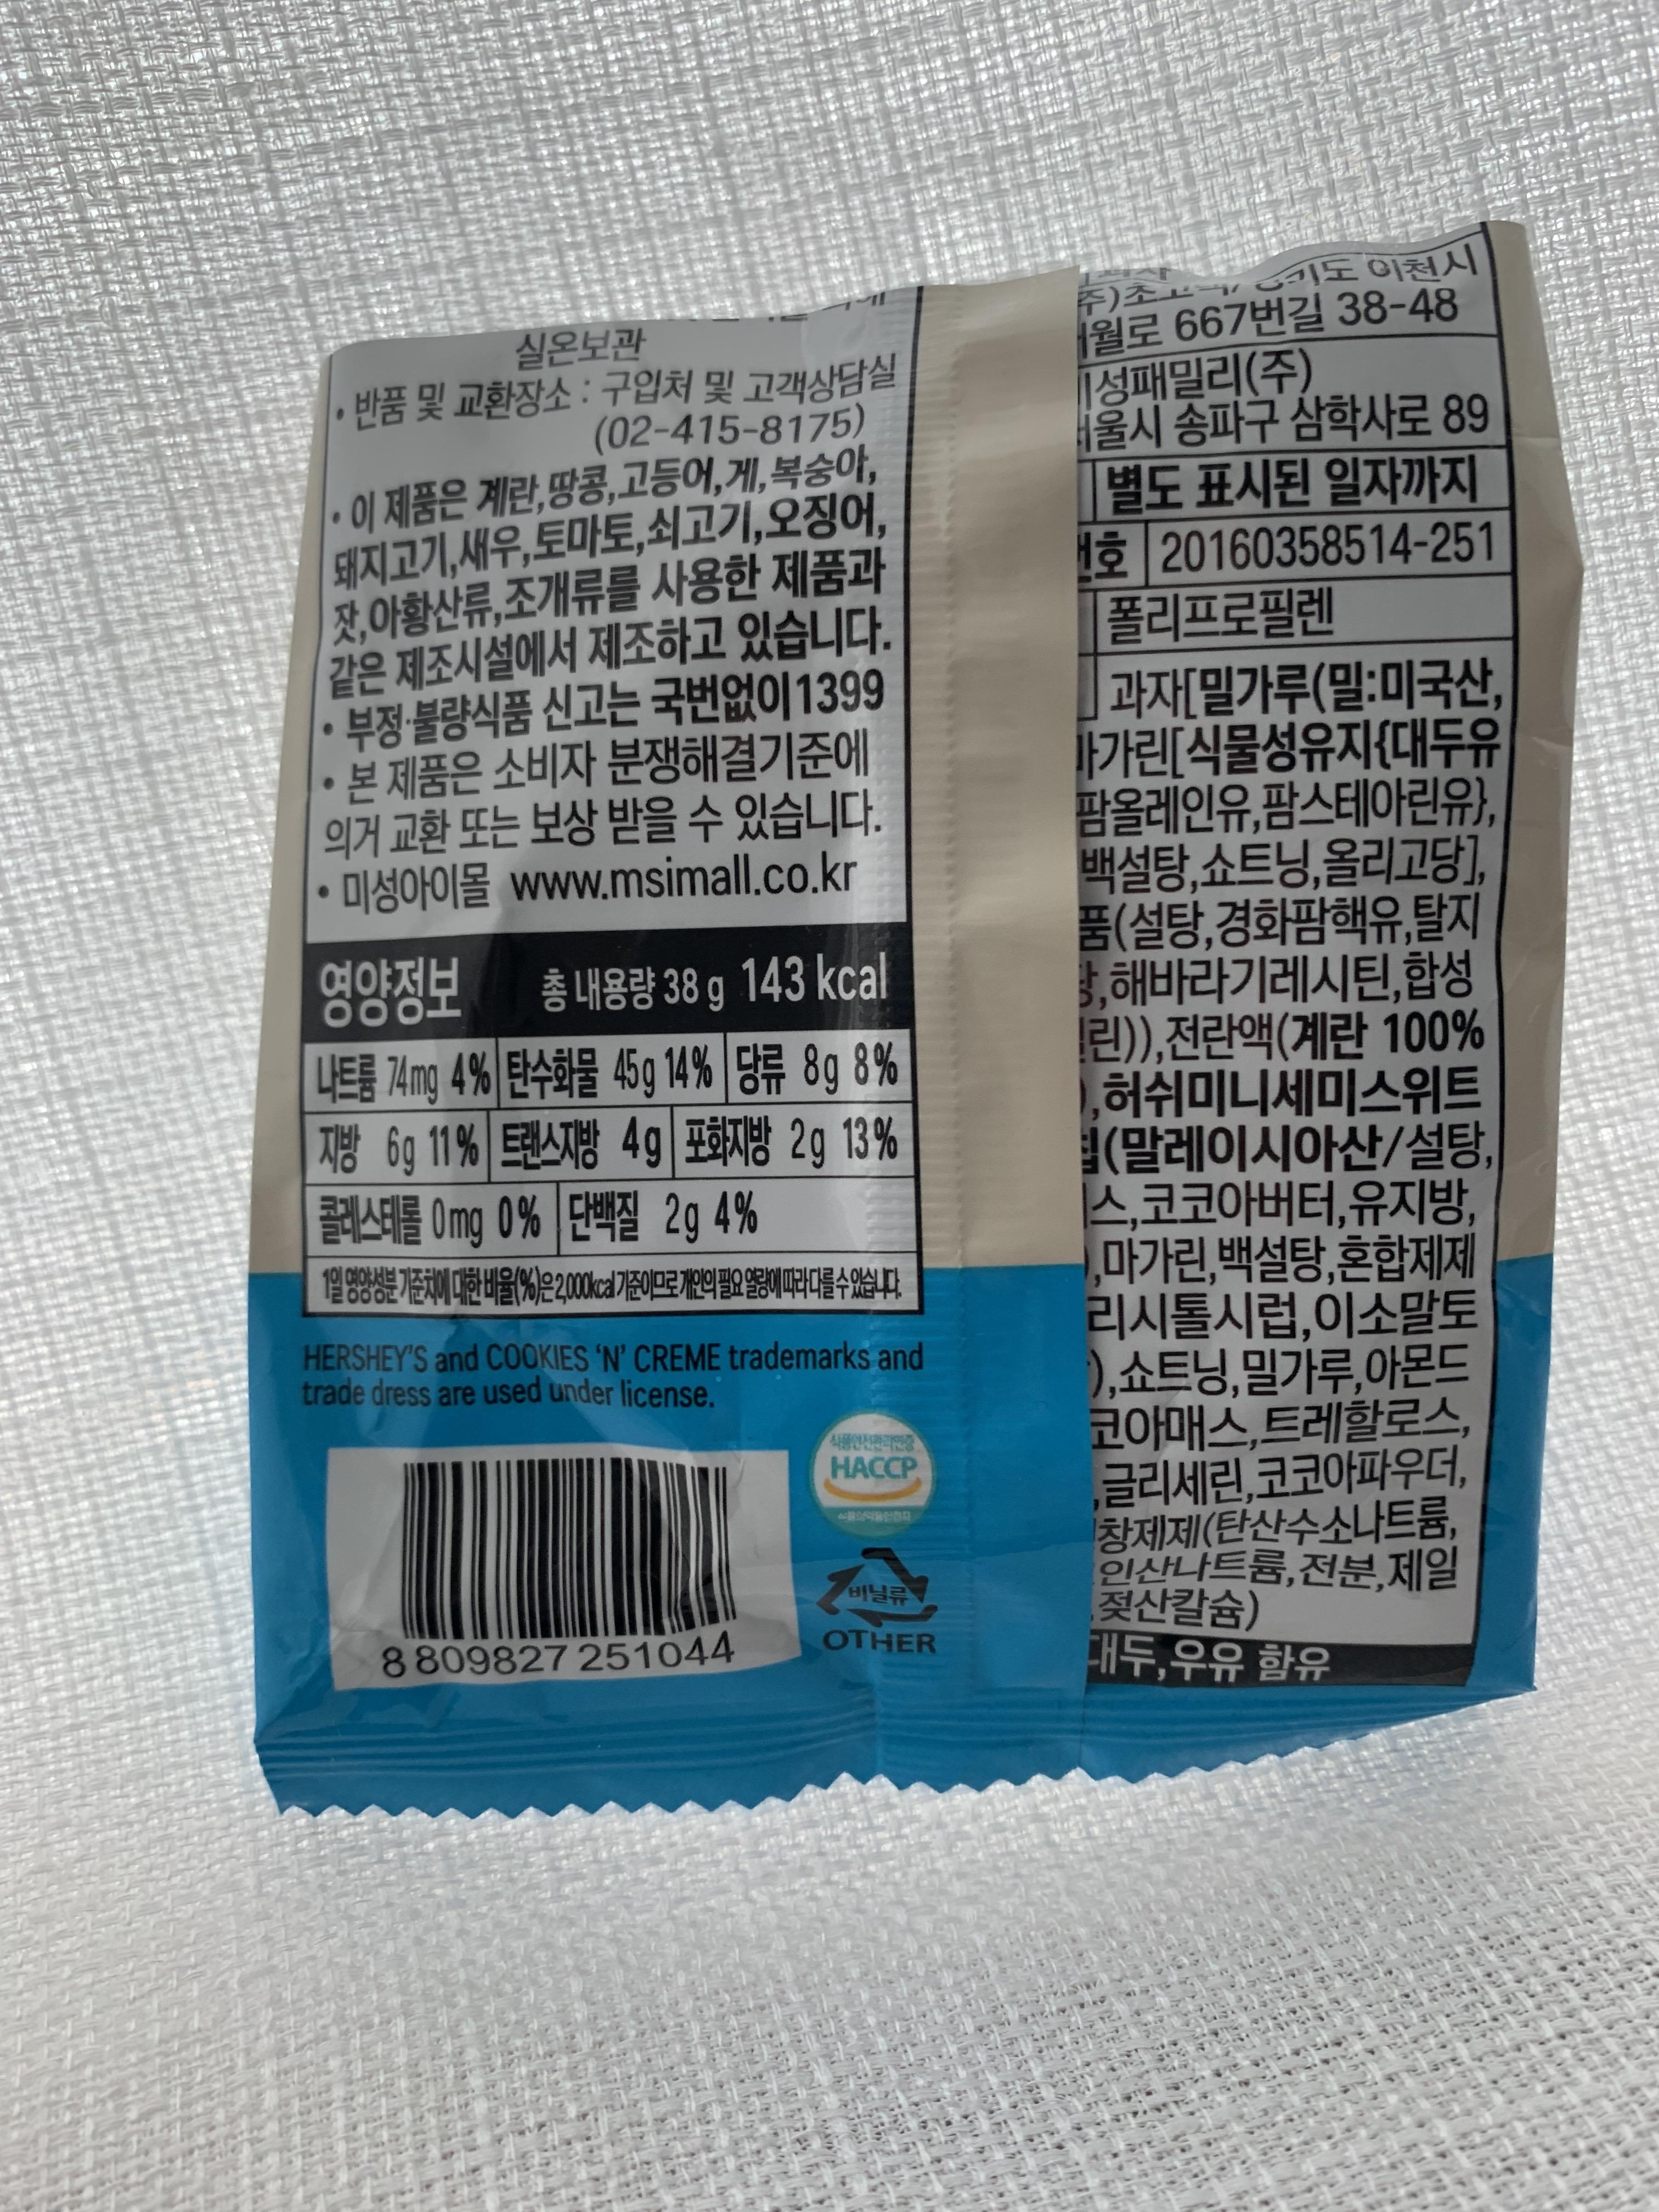 실온보관
• 반품 및 교환장소 : 구입처 및 고객상담실
(02-415-8175)
• 이 제품은 계란,땅콩,고등어,게,복숭아,
돼지고기,새우,토마토,쇠고기,오징어,
잣,아황산류,조개류를 사용한 제품과
같은 제조시설에서 제조하고 있습니다.
• 부정·불량식품 신고는 국번없이1399
• 본 제품은 소비자 분쟁해결기준에
의거 교환 또는 보상 받을 수 있습니다.
• 미성아이몰 www.msimall.co.kr
영양정보 총 내용량 38 g 143 kcal
나트륨 74mg 4% 탄수화물 45g 14% 당류 8g 8%
지방 6g 11% 트랜스지방 4g 포화지방 2g 13%
콜레스테롤 0mg 0% 단백질 2g 4%
1일 영양성분 기준치에 대한 비율(%)은 2,000kcal 기준이므로 개인의 필요 열량에 따라 다를 수 있습니다.
HERSHEY'S and COOKIES 'N' CREME trademarks and
trade dress are used under license.
8 809827 251044
식품안전관리인증
HACCP
비닐류
OTHER
이천시
월로 667번길 38-48
성패밀리(주)
울시 송파구 삼학사로 89
별도 표시된 일자까지
호 20160358514-251
폴리프로필렌
과자[밀가루(밀:미국산,
가가린[식물성유지{대두유
팜올레인유,팜스테아린유},
백설탕,쇼트닝,올리고당],
품(설탕,경화팜핵유,탈지
,해바라기레시틴,합성
린)),전란액(계란 100%
),허쉬미니세미스위트
칩(말레이시아산/설탕,
스,코코아버터,유지방,
),마가린,백설탕,혼합제제
리시톨시럽,이소말토
),쇼트닝,밀가루,아몬드
코아매스,트레할로스,
,글리세린,코코아파우더,
창제제(탄산수소나트륨,
인산나트륨,전분,제일
젖산칼슘)
대두,우유 함유